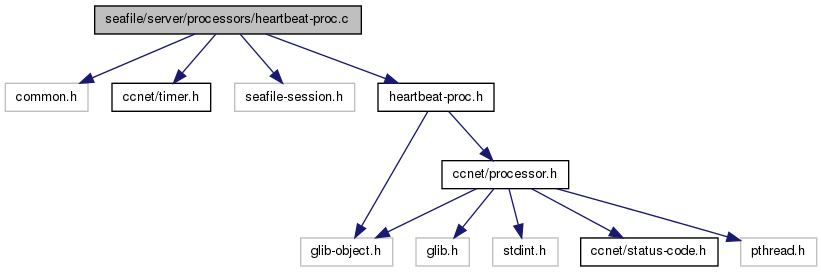 seafile/server/processors/heartbeat-proc.c
common.h
ccnet/timer.h
seafile-session.h
heartbeat-proc.h
ccnet/processor.h
glib-object.h
glib.h
stdint.h
ccnet/status-code.h
pthread.h